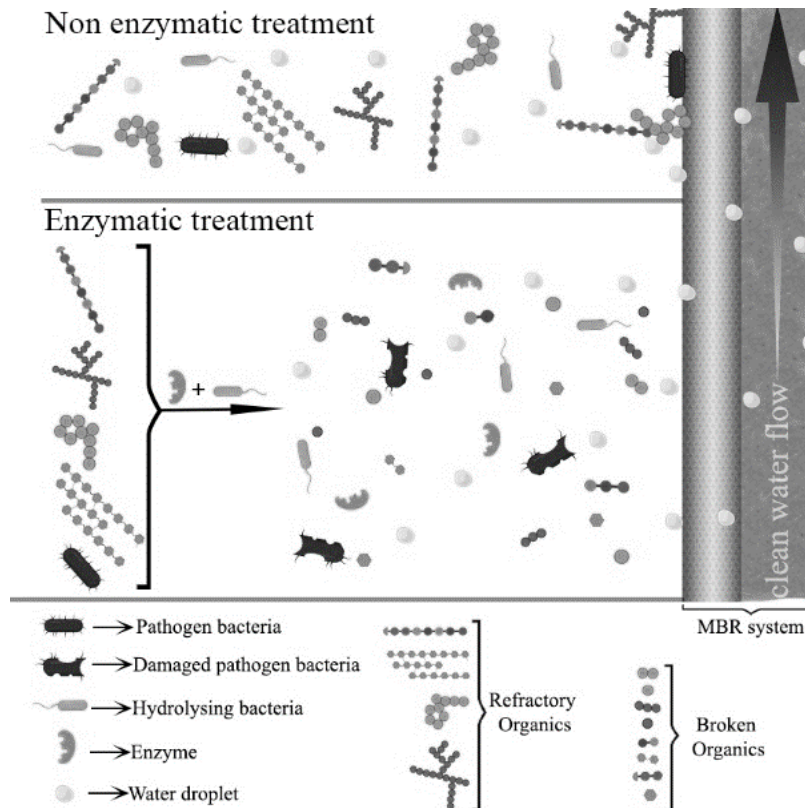 Non enzymatic treatment
Enzymatic treatment
+
clean water flow
MBR system
Pathogen bacteria
Damaged pathogen bacteria
Hydrolysing bacteria
Enzyme
Water droplet
Refractory
Organics
Broken
Organics